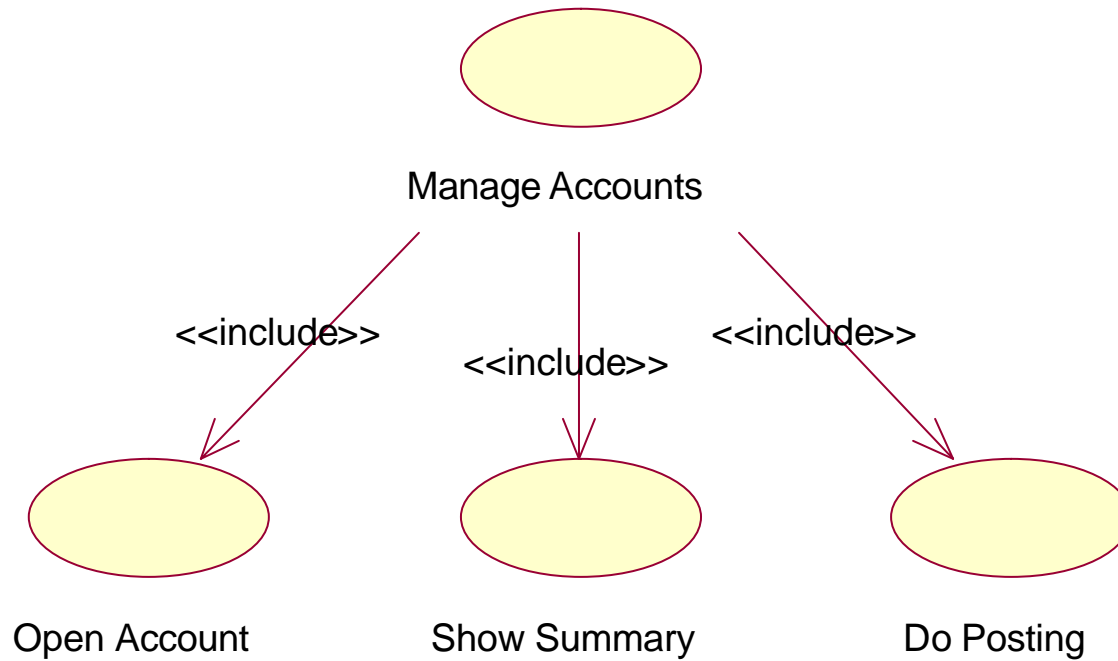 Manage Accounts
<<include>>
<<include>>
<<include>>
Open Account
Show Summary
Do Posting